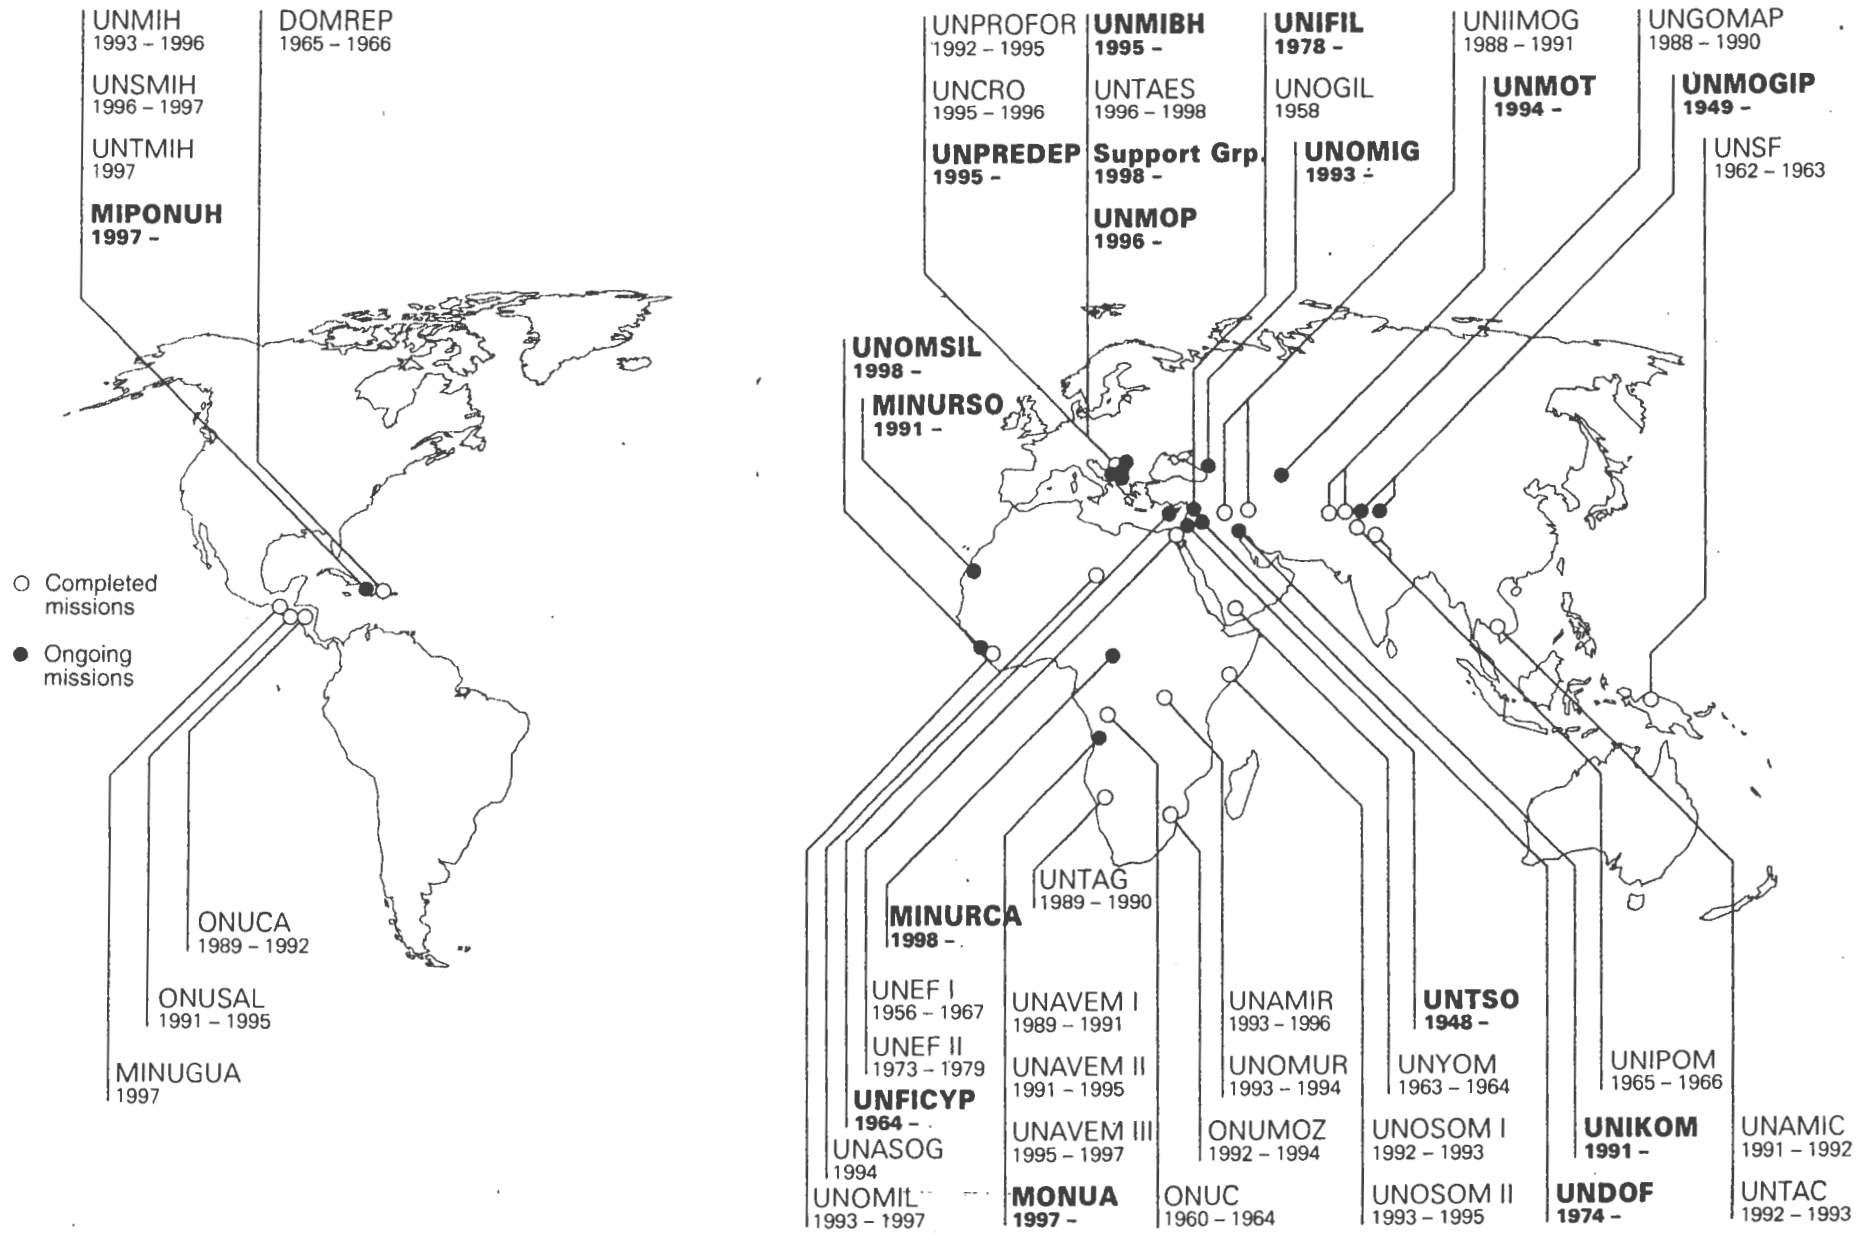 UNMIH
1993 – 1996
UNSMIH
1996 – 1997
UNTMIH
1997
MIPONUH
1997 –
DOMREP
1965 – 1966
UNPROFOR
1992 – 1995
UNCRO
1995 – 1996
UNPREDEP
1995 –
UNMIBH
1995 –
UNTAES
1996 – 1998
Support Grp.
1998 –
UNMOP
1996 –
UNIFIL
1978 –
UNOGIL
1958
UNOMIG
1993 –
UNIIMOG
1988 – 1991
UNMOT
1994 –
UNGOMAP
1988 – 1990
UNMOGIP
1949 –
UNSF
1962 – 1963
UNOMSIL
1998 –
MINURSO
1991 –
Completed
missions
Ongoing
missions
ONUCA
1989 – 1992
ONUSAL
1991 – 1995
MINUGUA
1997
UNTAG
1989 – 1990
MINURCA
1998 –
UNEF I
1956 – 1967
UNEF II
1973 – 1979
UNFICYP
1964 –
UNASOG
1994
UNOMIL
1993 – 1997
UNAVEM I
1989 – 1991
UNAVEM II
1991 – 1995
UNAVEM III
1995 – 1997
MONUA
1997 –
UNAMIR
1993 – 1996
UNOMUR
1993 – 1994
ONUMOZ
1992 – 1994
ONUC
1960 – 1964
UNTSO
1948 –
UNYOM
1963 – 1964
UNOSOM I
1992 – 1993
UNOSOM II
1993 – 1995
UNIPOM
1965 – 1966
UNIKOM
1991 –
UNDOF
1974 –
UNAMIC
1991 – 1992
UNTAC
1992 – 1993